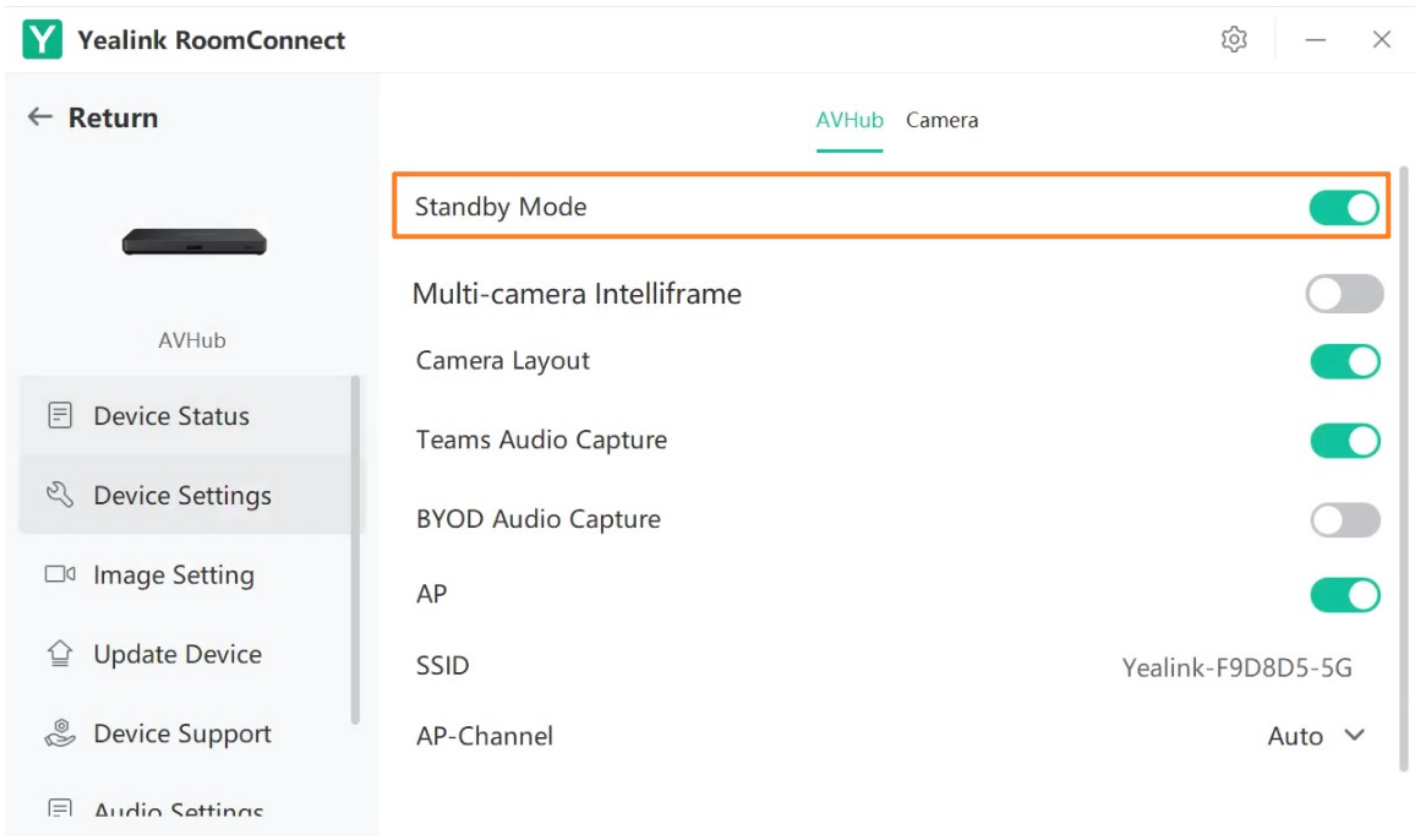 Y Yealink RoomConnect
Return
AVHub
Device Status
Device Settings
Image Setting
Update Device
Device Support
Audio Settings
AVHub Camera
Standby Mode
Multi-camera Intelliframe
Camera Layout
Teams Audio Capture
BYOD Audio Capture
AP
SSID Yealink-F9D8D5-5G
AP-Channel Auto